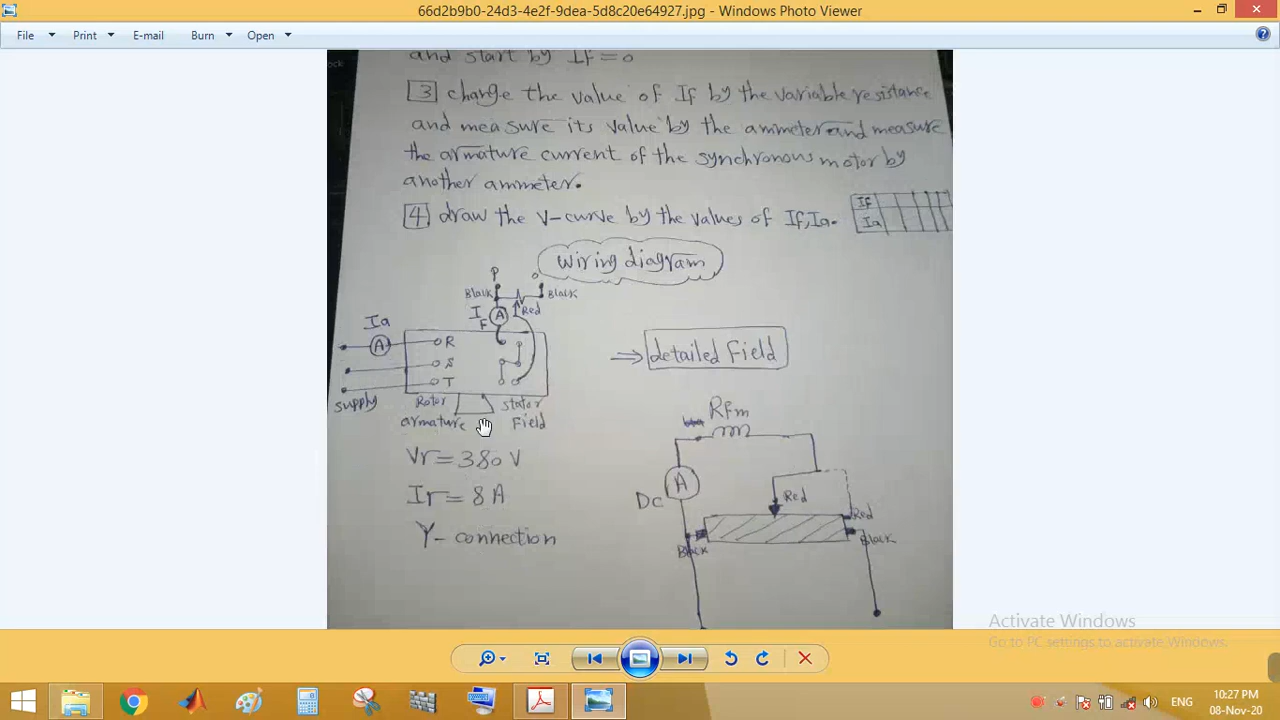 66d2b9b0-24d3-4e2f-9dea-5d8c20e64927.jpg - Windows Photo Viewer
File Print E-mail Burn Open
and start by If = 0
3 change the value of If by the variable resistance
and measure its value by the ammeter and measure
the armature current of the synchronous motor by
another ammeter.
4 draw the V-curve by the values of If, Ia.
If
Ia
wiring diagram
P
Black Black
Red
IF A
Ia
A
R
S
T
supply
Rotor
armature
stator
Field
Vr = 380 V
Ir = 8 A
Y- connection
⇒ detailed Field
Rfm
A
DC
Red
Red
Black
Black
Activate Windows
Go to PC settings to activate Windows.
ENG
10:27 PM
08-Nov-20